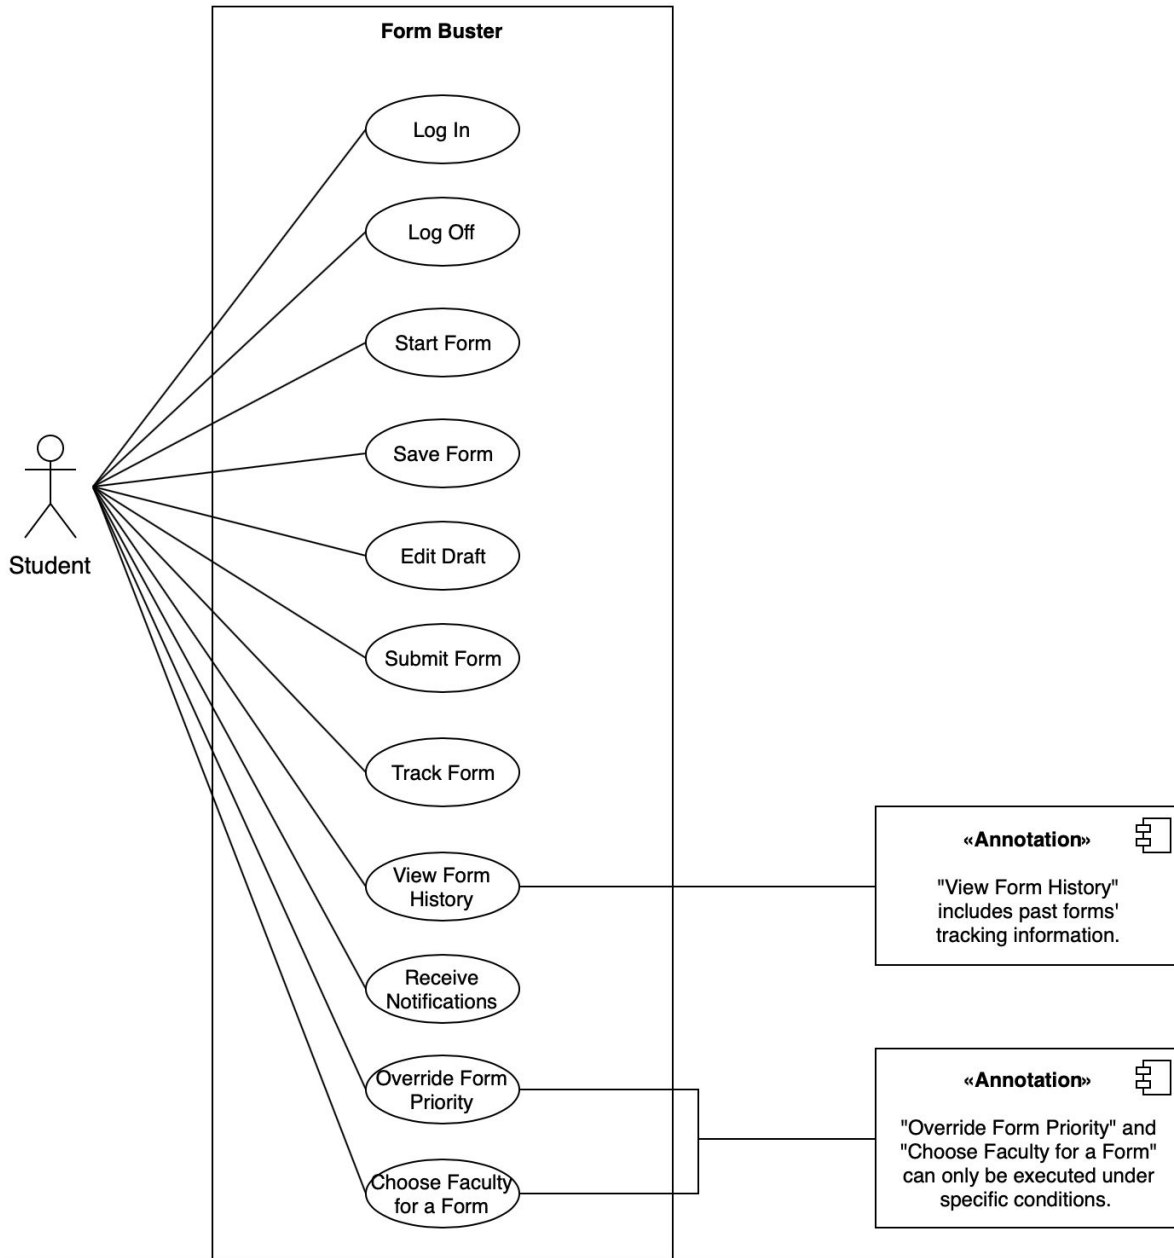 Form Buster
Log In
Log Off
Start Form
Save Form
Edit Draft
Student
Submit Form
Track Form
View Form
History
«Annotation»
"View Form History"
includes past forms'
tracking information.
Receive
Notifications
Override Form
Priority
Choose Faculty
for a Form
«Annotation»
"Override Form Priority" and
"Choose Faculty for a Form"
can only be executed under
specific conditions.